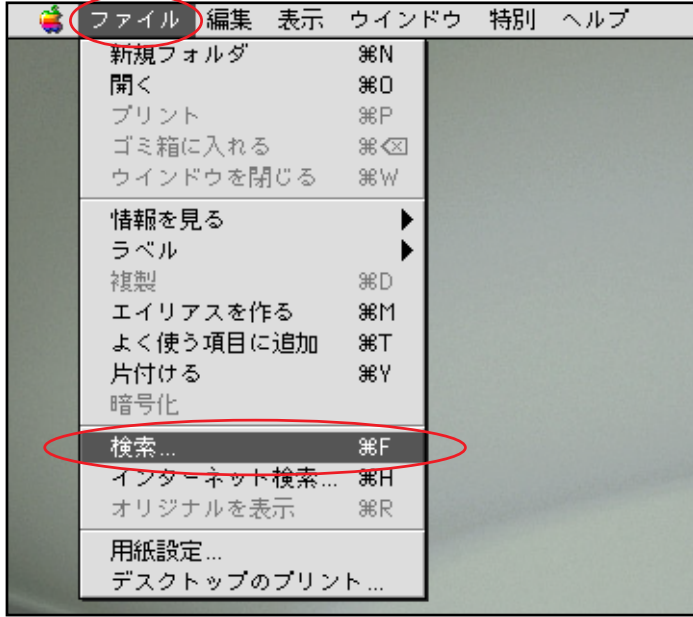 ファイル 編集 表示 ウインドウ 特別 ヘルプ
新規フォルダ ⌘N
開く ⌘O
プリント ⌘P
ゴミ箱に入れる ⌘⌫
ウインドウを閉じる ⌘W
情報を見る
ラベル
複製 ⌘D
エイリアスを作る ⌘M
よく使う項目に追加 ⌘T
片付ける ⌘Y
暗号化
検索... ⌘F
インターネット検索... ⌘H
オリジナルを表示 ⌘R
用紙設定...
デスクトップのプリント...